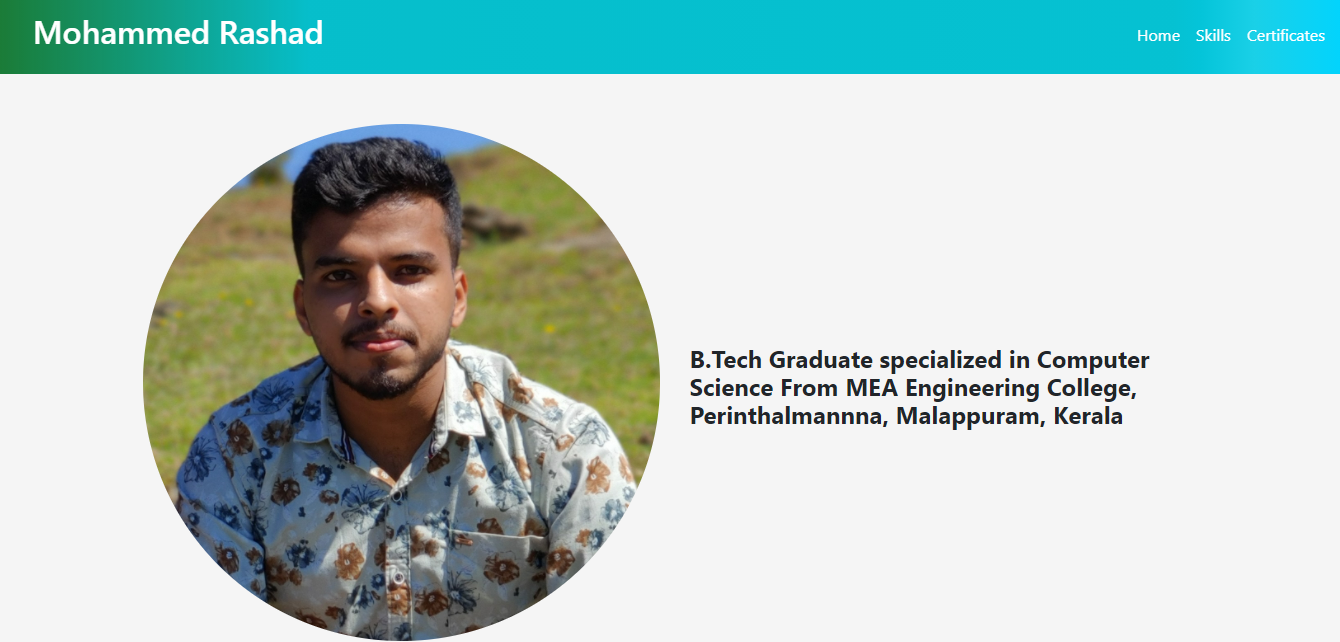 Mohammed Rashad
Home Skills Certificates
B.Tech Graduate specialized in Computer
Science From MEA Engineering College,
Perinthalmannna, Malappuram, Kerala